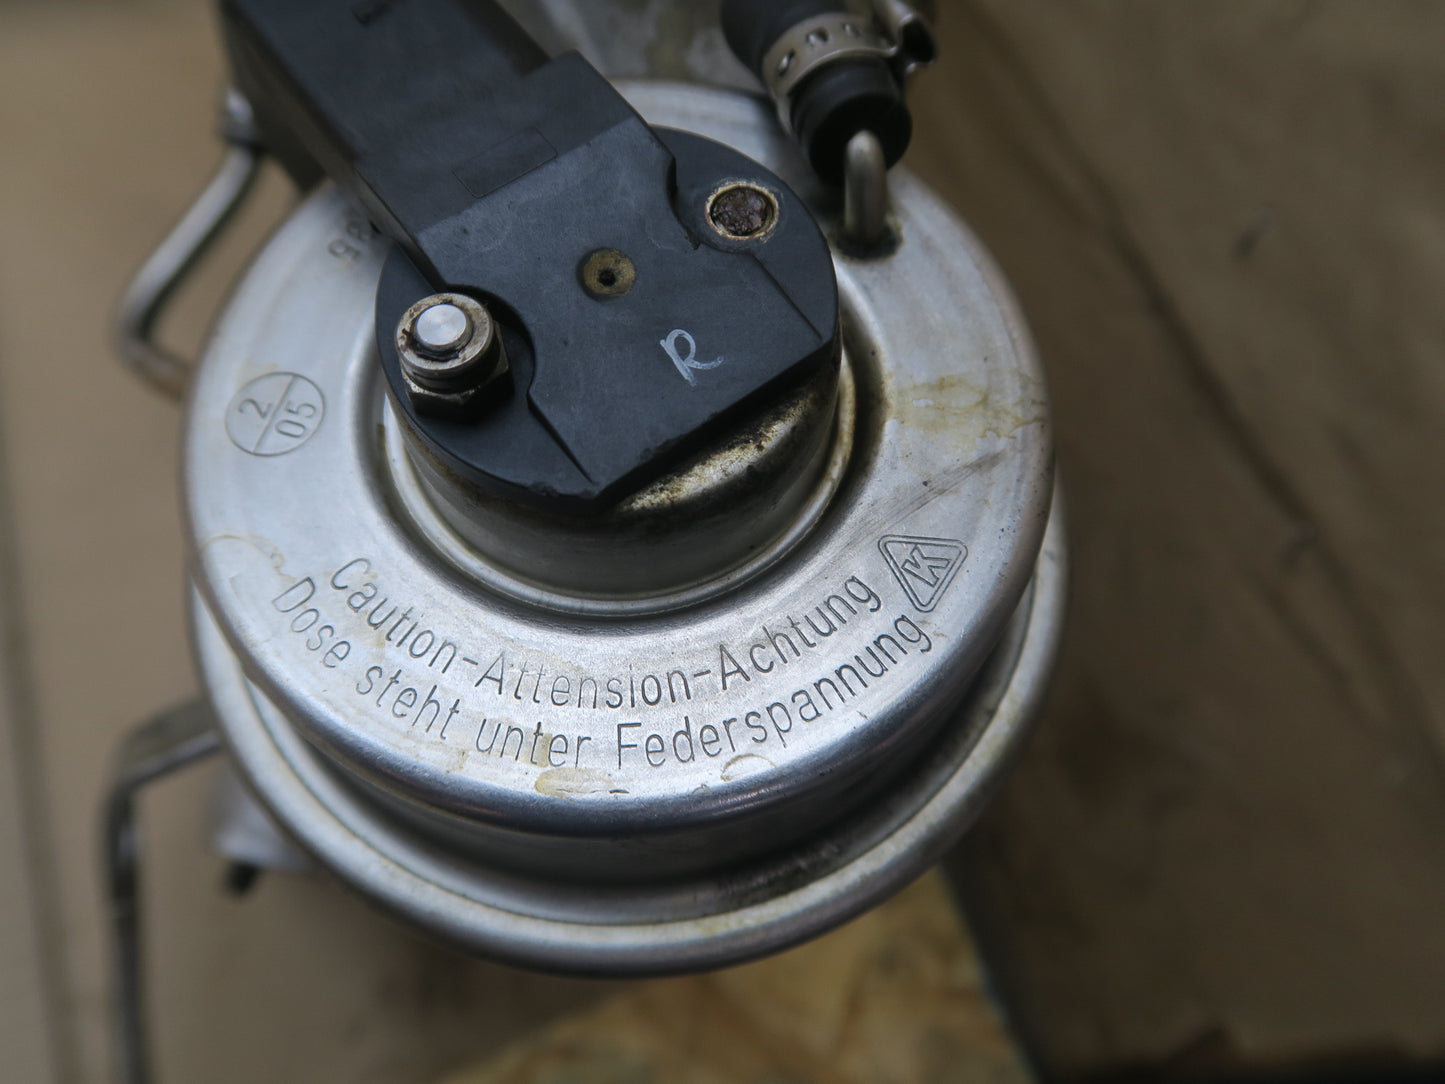 R
2
05
Caution-Attension-Achtung
Dose steht unter Federspannung
K